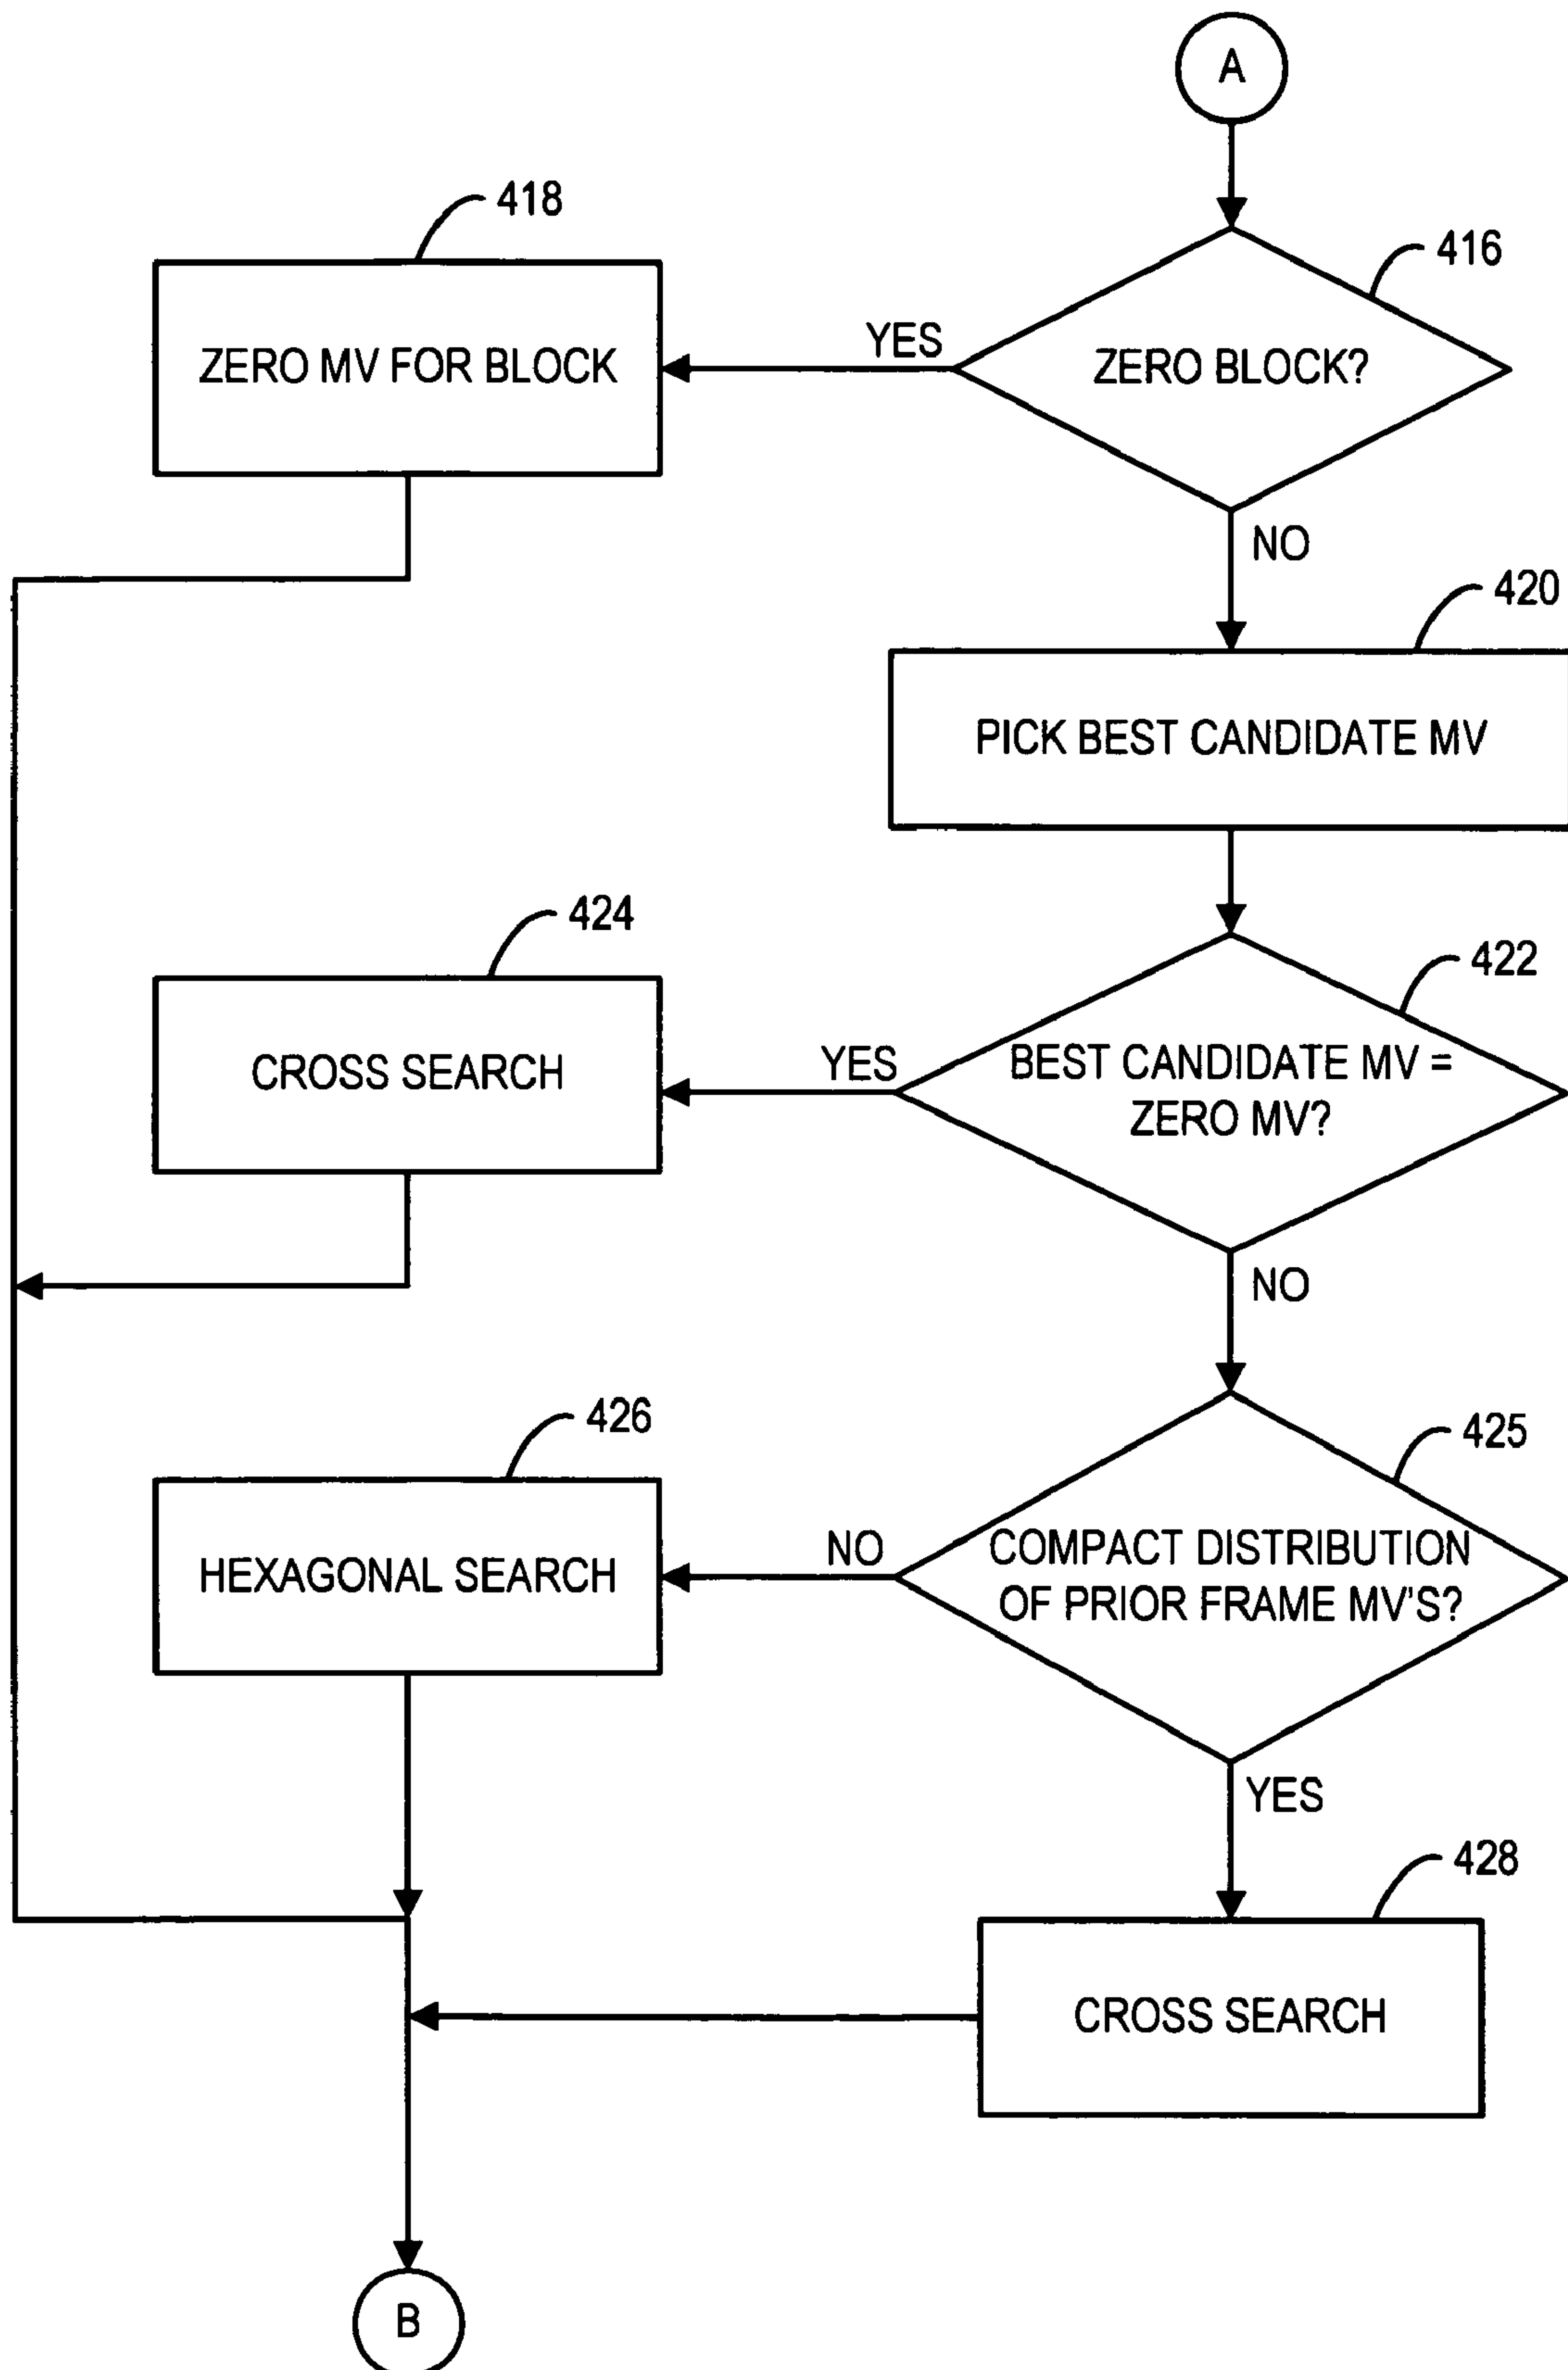 A
418
416
YES
ZERO MV FOR BLOCK
ZERO BLOCK?
NO
420
PICK BEST CANDIDATE MV
424
422
CROSS SEARCH
YES
BEST CANDIDATE MV =
ZERO MV?
NO
426
425
HEXAGONAL SEARCH
NO
COMPACT DISTRIBUTION
OF PRIOR FRAME MV'S?
YES
428
CROSS SEARCH
B